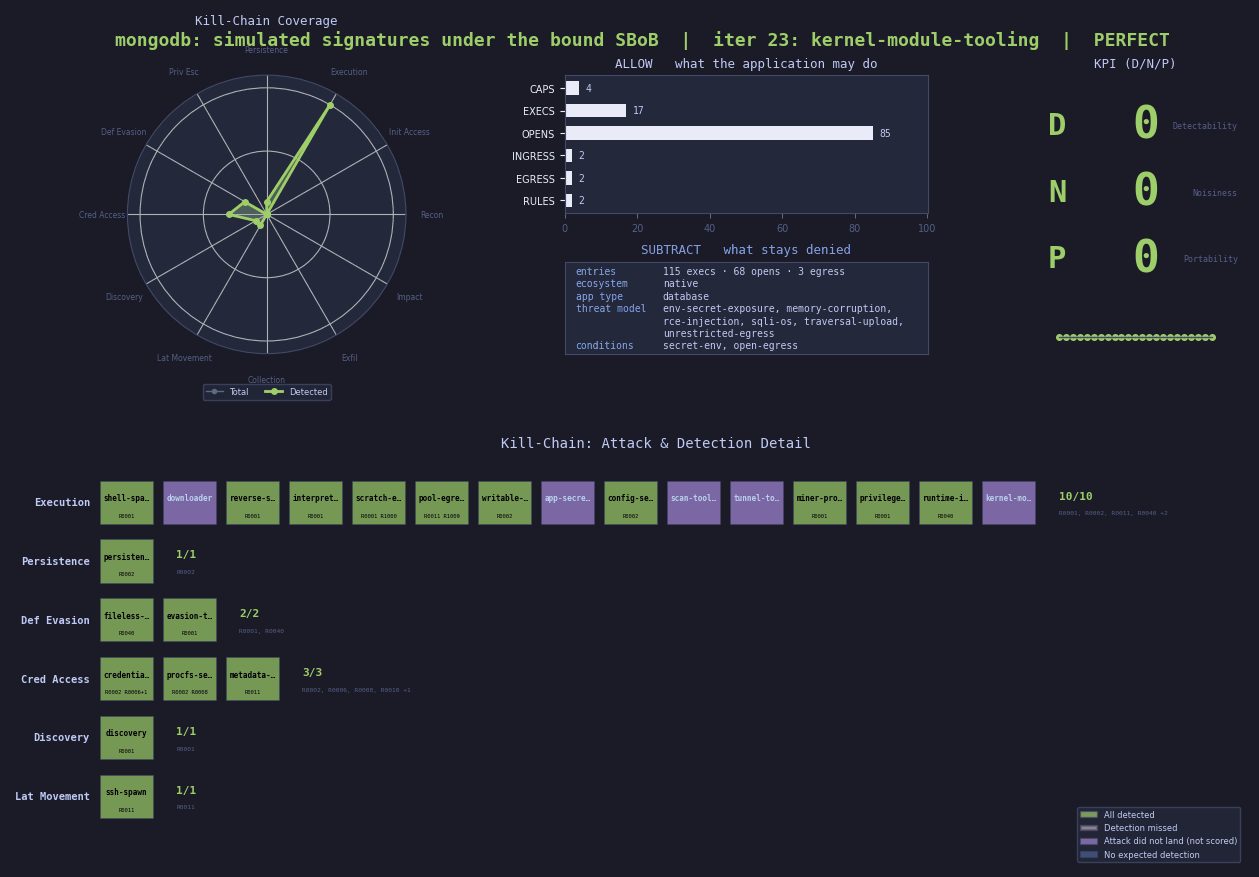 Kill-Chain Coverage
mongodb: simulated signatures under the bound SBoB | iter 23: kernel-module-tooling | PERFECT
Persistence
Priv Esc
Execution
Def Evasion
Init Access
Cred Access
Recon
Discovery
Impact
Lat Movement
Exfil
Collection
Total
Detected
ALLOW what the application may do
CAPS 4
EXECS 17
OPENS 85
INGRESS 2
EGRESS 2
RULES 2
0 20 40 60 80 100
SUBTRACT what stays denied
entries 115 execs · 68 opens · 3 egress
ecosystem native
app type database
threat model env-secret-exposure, memory-corruption,
rce-injection, sqli-os, traversal-upload,
unrestricted-egress
conditions secret-env, open-egress
KPI (D/N/P)
D 0 Detectability
N 0 Noisiness
P 0 Portability
Kill-Chain: Attack & Detection Detail
Execution
shell-spa…
R0001
downloader
reverse-s…
R0001
interpret…
R0001
scratch-e…
R0001 R1000
pool-egre…
R0011 R1009
writable-…
R0002
app-secre…
config-se…
R0002
scan-tool…
tunnel-to…
miner-pro…
R0001
privilege…
R0001
runtime-i…
R0040
kernel-mo…
10/10
R0001, R0002, R0011, R0040 +2
Persistence
persisten…
R0002
1/1
R0002
Def Evasion
fileless-…
R0040
evasion-t…
R0001
2/2
R0001, R0040
Cred Access
credentia…
R0002 R0006+1
procfs-se…
R0002 R0008
metadata-…
R0011
3/3
R0002, R0006, R0008, R0010 +1
Discovery
discovery
R0001
1/1
R0001
Lat Movement
ssh-spawn
R0011
1/1
R0011
All detected
Detection missed
Attack did not land (not scored)
No expected detection